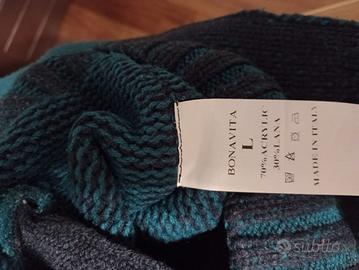 BONAVITA
L
70% ACRYLIC
30% LANA
MADE IN ITALY
subito